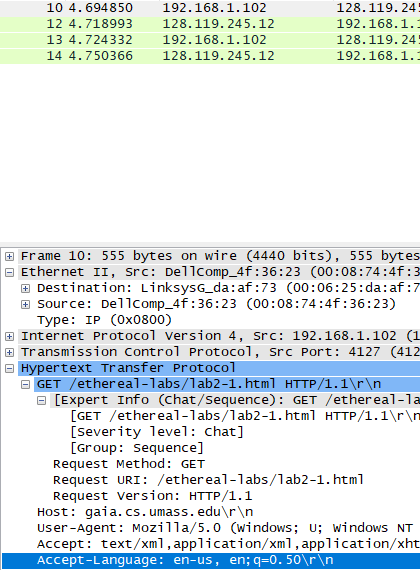 10 4.694850 192.168.1.102 128.119.245
12 4.718993 128.119.245.12 192.168.1.1
13 4.724332 192.168.1.102 128.119.245
14 4.750366 128.119.245.12 192.168.1.1
Frame 10: 555 bytes on wire (4440 bits), 555 bytes
Ethernet II, Src: DellComp_4f:36:23 (00:08:74:4f:3
Destination: LinksysG_da:af:73 (00:06:25:da:af:7
Source: DellComp_4f:36:23 (00:08:74:4f:36:23)
Type: IP (0x0800)
Internet Protocol Version 4, Src: 192.168.1.102 (1
Transmission Control Protocol, Src Port: 4127 (412
Hypertext Transfer Protocol
GET /ethereal-labs/lab2-1.html HTTP/1.1\r\n
[Expert Info (Chat/Sequence): GET /ethereal-la
[GET /ethereal-labs/lab2-1.html HTTP/1.1\r\n
[Severity level: Chat]
[Group: Sequence]
Request Method: GET
Request URI: /ethereal-labs/lab2-1.html
Request Version: HTTP/1.1
Host: gaia.cs.umass.edu\r\n
User-Agent: Mozilla/5.0 (Windows; U; Windows NT
Accept: text/xml,application/xml,application/xht
Accept-Language: en-us, en;q=0.50\r\n